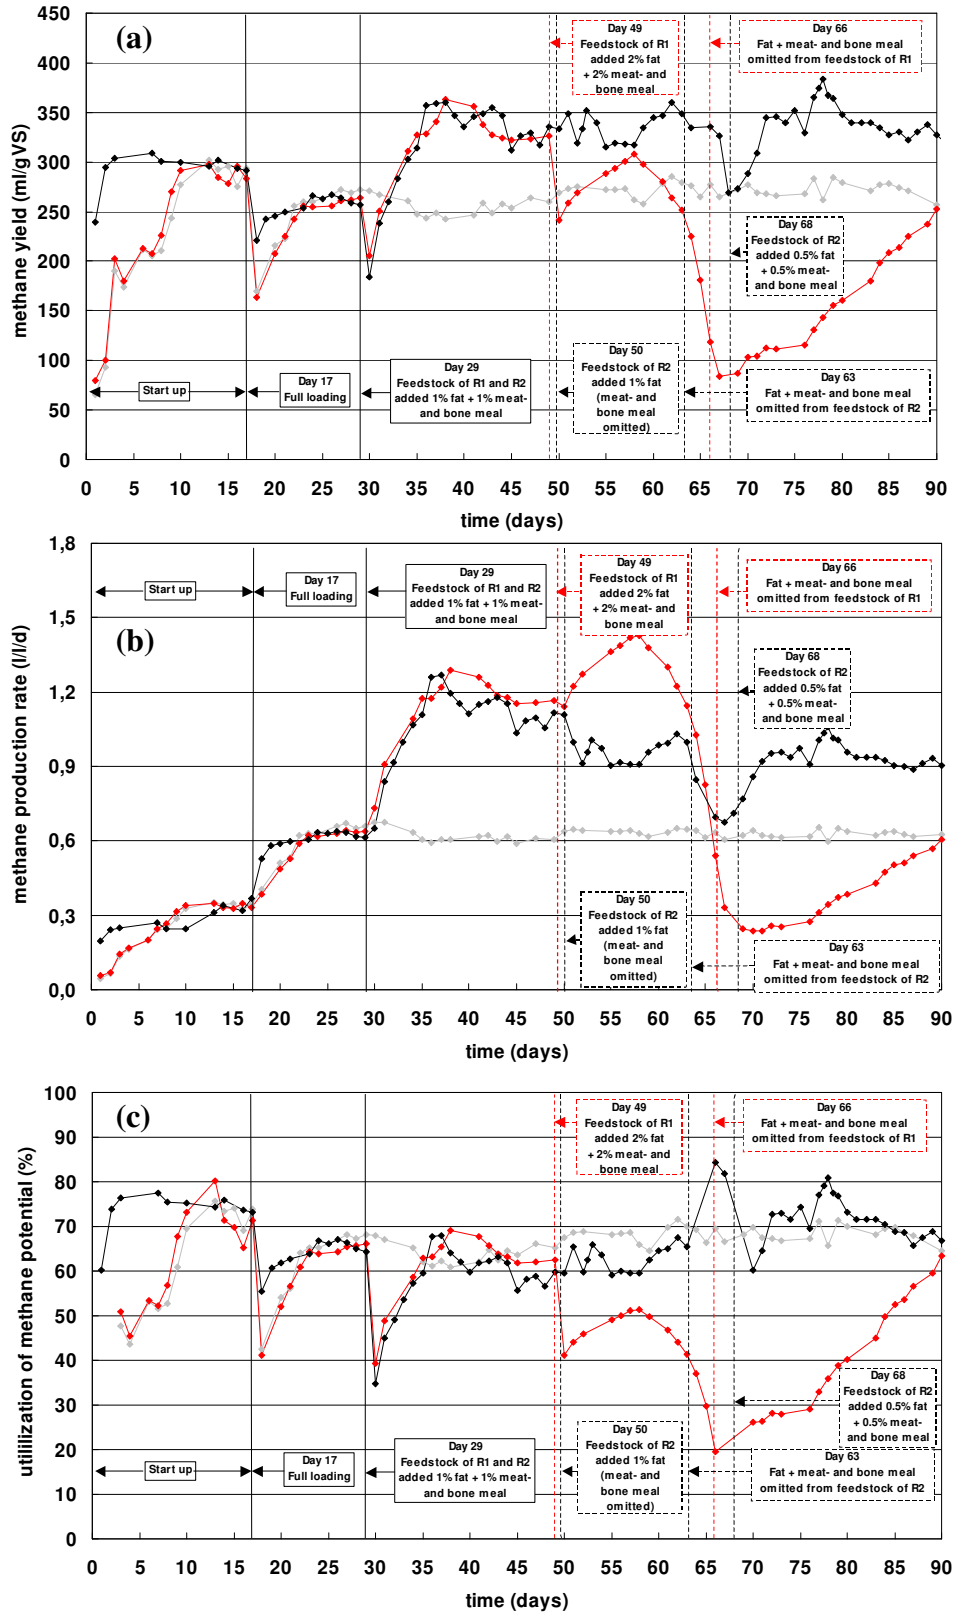 (a)
methane yield (ml/gVS)
450
400
350
300
250
200
150
100
50
0
Day 49
Feedstock of R1
added 2% fat
+ 2% meat- and
bone meal
Day 66
Fat + meat- and bone meal
omitted from feedstock of R1
Day 68
Feedstock of R2
added 0.5% fat
+ 0.5% meat-
and bone meal
Start up
Day 17
Full loading
Day 29
Feedstock of R1 and R2
added 1% fat + 1% meat-
and bone meal
Day 50
Feedstock of R2
added 1% fat
(meat- and
bone meal
omitted)
Day 63
Fat + meat- and bone meal
omitted from feedstock of R2
0 5 10 15 20 25 30 35 40 45 50 55 60 65 70 75 80 85 90
time (days)
(b)
methane production rate (l/l/d)
1,8
1,5
1,2
0,9
0,6
0,3
0,0
Start up
Day 17
Full loading
Day 29
Feedstock of R1 and R2
added 1% fat + 1% meat-
and bone meal
Day 49
Feedstock of R1
added 2% fat
+ 2% meat- and
bone meal
Day 66
Fat + meat- and bone meal
omitted from feedstock of R1
Day 68
Feedstock of R2
added 0.5% fat
+ 0.5% meat-
and bone meal
Day 50
Feedstock of R2
added 1% fat
(meat- and
bone meal
omitted)
Day 63
Fat + meat- and bone meal
omitted from feedstock of R2
0 5 10 15 20 25 30 35 40 45 50 55 60 65 70 75 80 85 90
time (days)
(c)
utililization of methane potential (%)
100
90
80
70
60
50
40
30
20
10
0
Day 49
Feedstock of R1
added 2% fat
+ 2% meat- and
bone meal
Day 66
Fat + meat- and bone meal
omitted from feedstock of R1
Day 68
Feedstock of R2
added 0.5% fat
+ 0.5% meat-
and bone meal
Start up
Day 17
Full loading
Day 29
Feedstock of R1 and R2
added 1% fat + 1% meat-
and bone meal
Day 50
Feedstock of R2
added 1% fat
(meat- and
bone meal
omitted)
Day 63
Fat + meat- and bone meal
omitted from feedstock of R2
0 5 10 15 20 25 30 35 40 45 50 55 60 65 70 75 80 85 90
time (days)